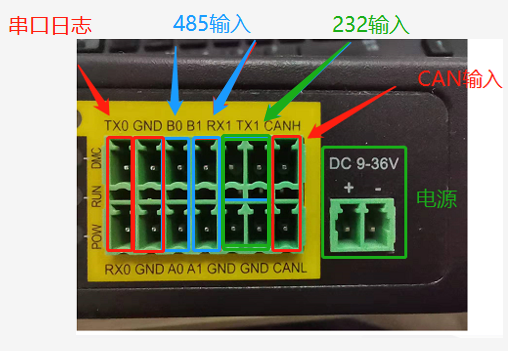 串口日志
485输入
232输入
CAN输入
TX0 GND B0 B1 RX1 TX1 CANH
DMC
RUN
POW
RX0 GND A0 A1 GND GND CANL
DC 9-36V
+ -
电源